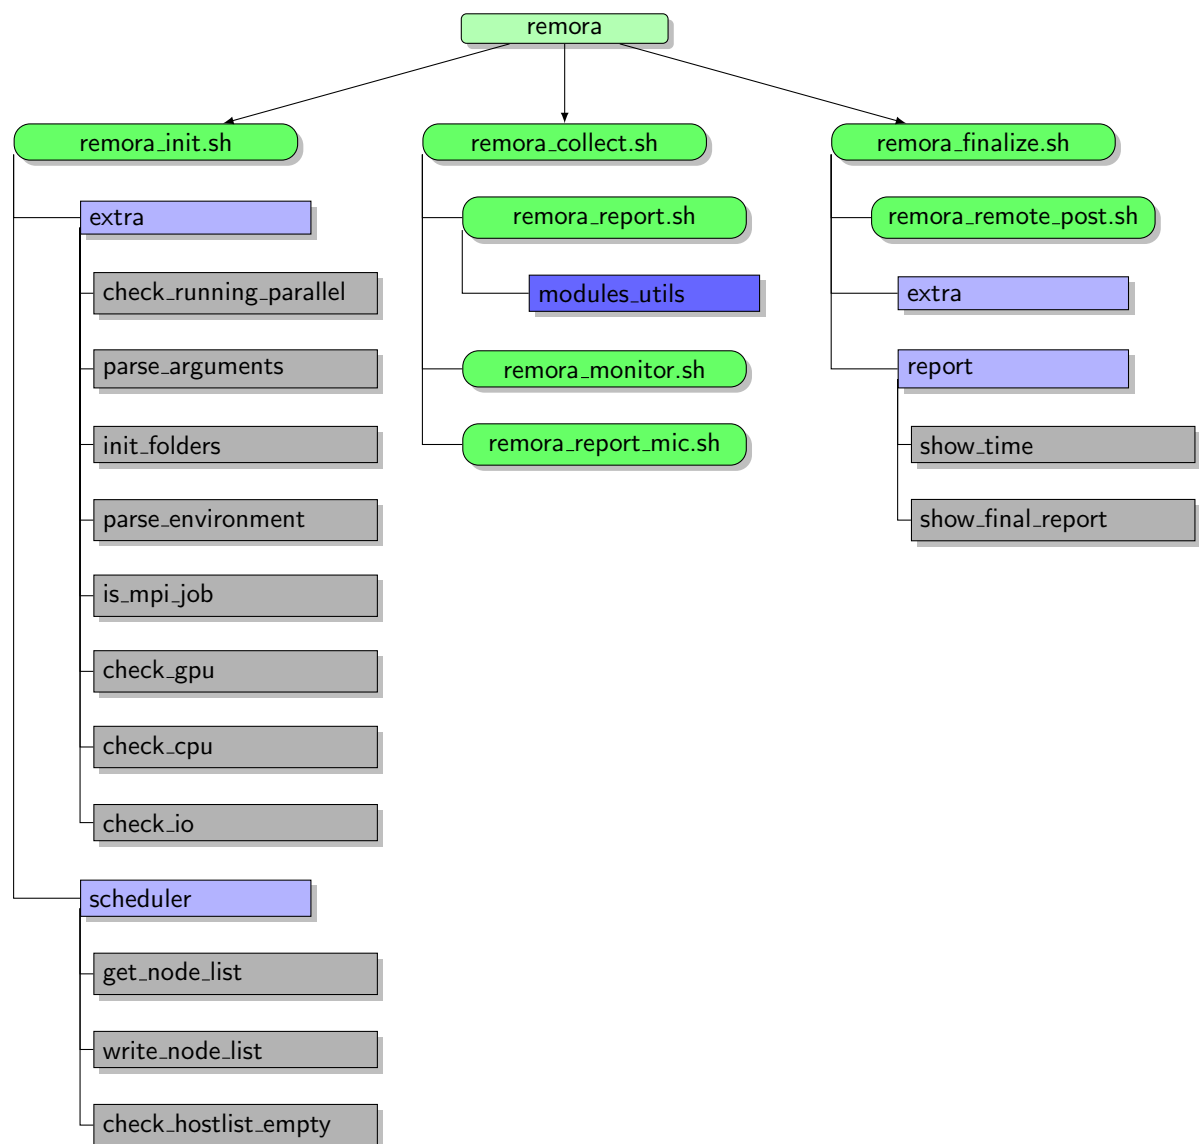 remora
remora_init.sh
extra
check_running_parallel
parse_arguments
init_folders
parse_environment
is_mpi_job
check_gpu
check_cpu
check_io
scheduler
get_node_list
write_node_list
check_hostlist_empty
remora_collect.sh
remora_report.sh
modules_utils
remora_monitor.sh
remora_report_mic.sh
remora_finalize.sh
remora_remote_post.sh
extra
report
show_time
show_final_report